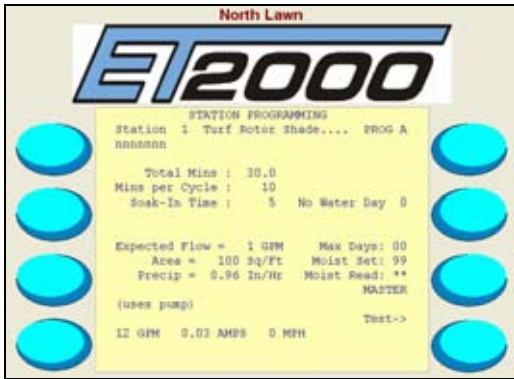 North Lawn
ET2000
STATION PROGRAMMING
Station 1 Turf Rotor Shade.... PROG A
nnnnnnn
Total Mins : 30.0
Mins per Cycle : 10
Soak-In Time : 5 No Water Day 0
Expected Flow = 1 GPM Max Days: 00
Area = 100 Sq/Ft Moist Set: 99
Precip = 0.96 In/Hr Moist Read: **
MASTER
(uses pump)
Test->
12 GPM 0.03 AMPS 0 MPH